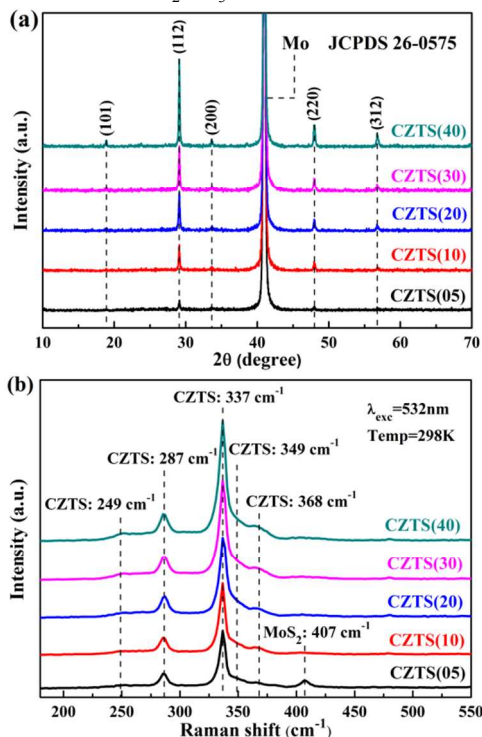 2 3
(a)
Mo JCPDS 26-0575
(101)
(112)
(200)
(220)
(312)
CZTS(40)
CZTS(30)
CZTS(20)
CZTS(10)
CZTS(05)
Intensity (a.u.)
10 20 30 40 50 60 70
2θ (degree)
(b)
CZTS: 337 cm-1
λexc=532nm
Temp=298K
CZTS: 349 cm-1
CZTS: 287 cm-1
CZTS: 249 cm-1
CZTS: 368 cm-1
CZTS(40)
CZTS(30)
CZTS(20)
MoS2: 407 cm-1
CZTS(10)
CZTS(05)
Intensity (a.u.)
200 250 300 350 400 450 500 550
Raman shift (cm-1)